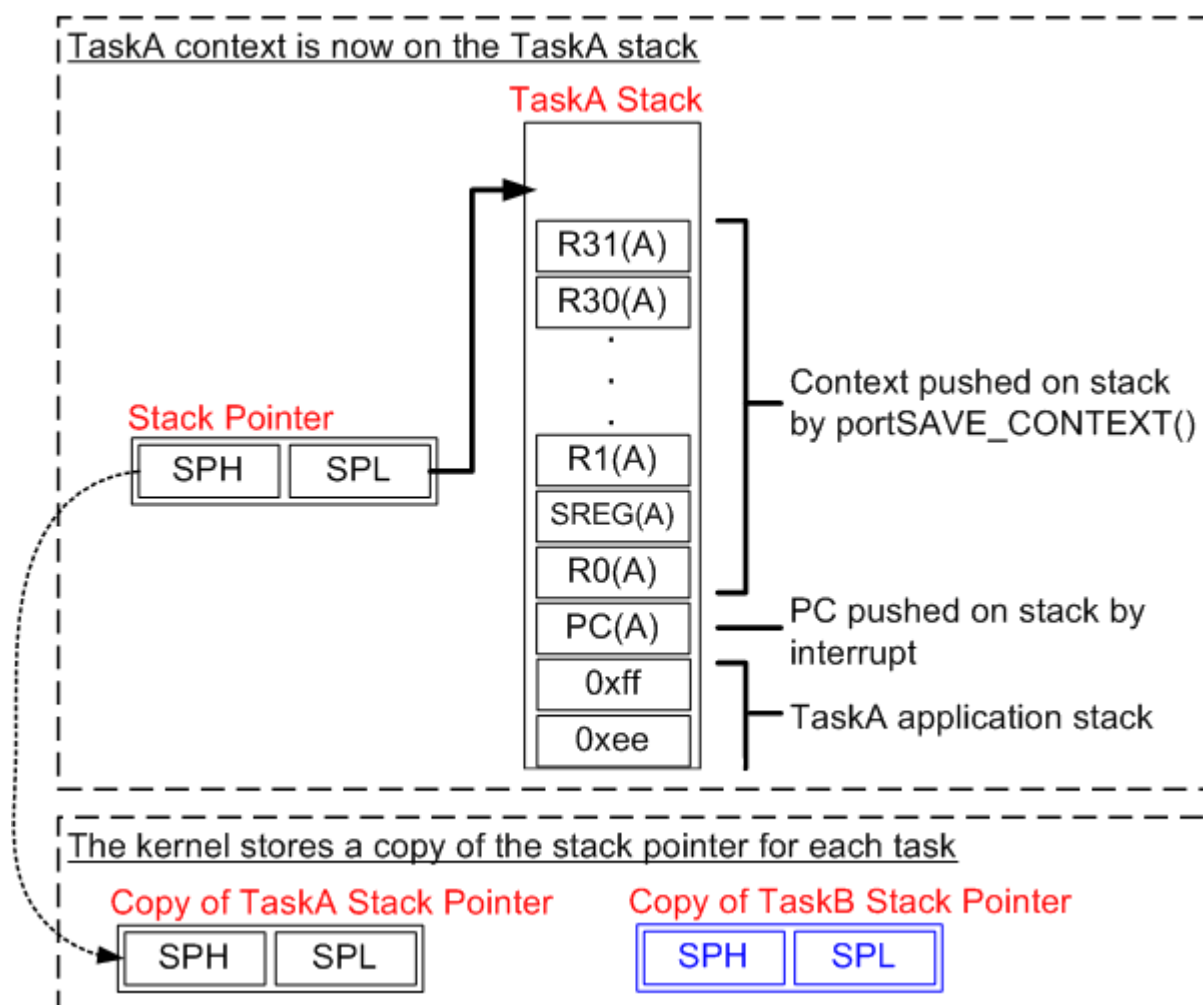 TaskA context is now on the TaskA stack
TaskA Stack
R31(A)
R30(A)
.
.
.
Context pushed on stack
by portSAVE_CONTEXT()
Stack Pointer
SPH SPL
R1(A)
SREG(A)
R0(A)
PC(A)
PC pushed on stack by
interrupt
0xff
TaskA application stack
0xee
The kernel stores a copy of the stack pointer for each task
Copy of TaskA Stack Pointer
SPH SPL
Copy of TaskB Stack Pointer
SPH SPL